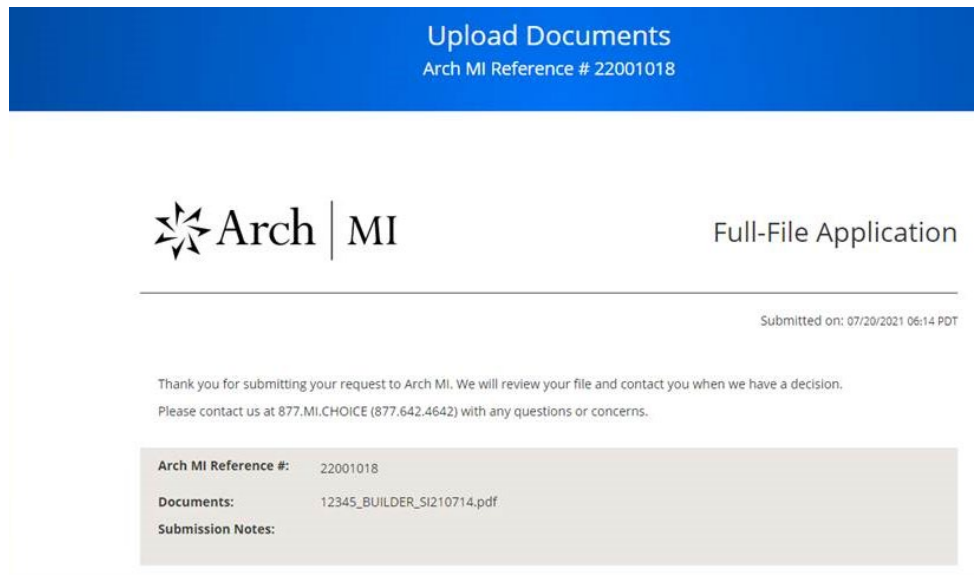 Upload Documents
Arch MI Reference # 22001018
Arch | MI
Full-File Application
Submitted on: 07/20/2021 06:14 PDT
Thank you for submitting your request to Arch MI. We will review your file and contact you when we have a decision.
Please contact us at 877.MI.CHOICE (877.642.4642) with any questions or concerns.
Arch MI Reference #: 22001018
Documents: 12345_BUILDER_SI210714.pdf
Submission Notes: